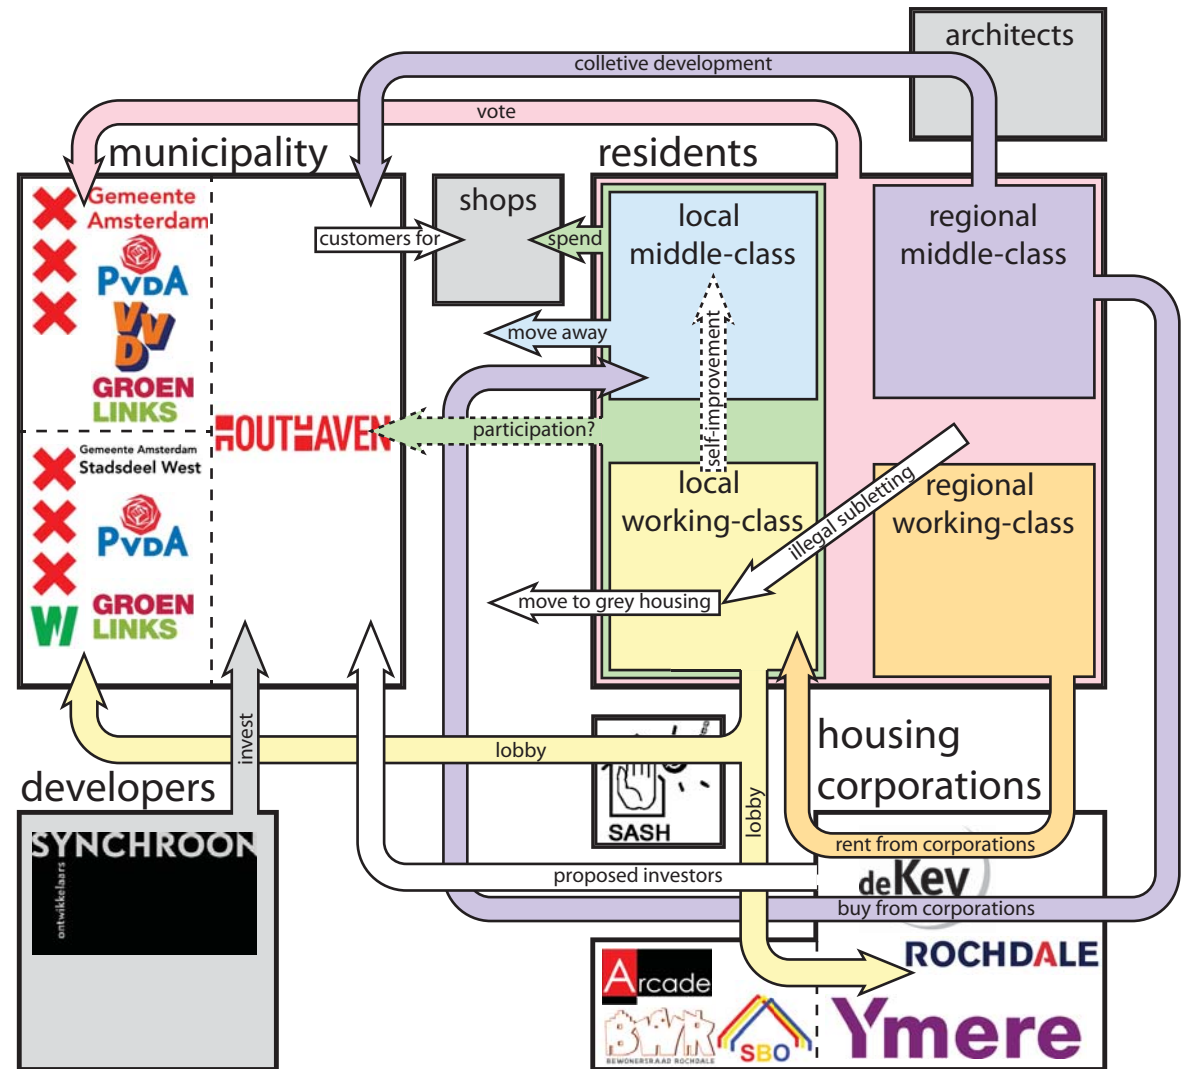 architects
colletive development
vote
municipality
residents
Gemeente
Amsterdam
PvdA
VVD
GROEN
LINKS
customers for
shops
spend
local
middle-class
regional
middle-class
move away
self-improvement
HOUTHAVEN
participation?
Gemeente Amsterdam
Stadsdeel West
PvdA
GROEN
LINKS
W
local
working-class
regional
working-class
illegal subletting
move to grey housing
invest
lobby
lobby
SASH
developers
housing
corporations
SYNCHROON
ontwikkelaars
rent from corporations
proposed investors
deKey
buy from corporations
ROCHDALE
Arcade
BWR
BEWONERSRAAD ROCHDALE
SBO
Ymere